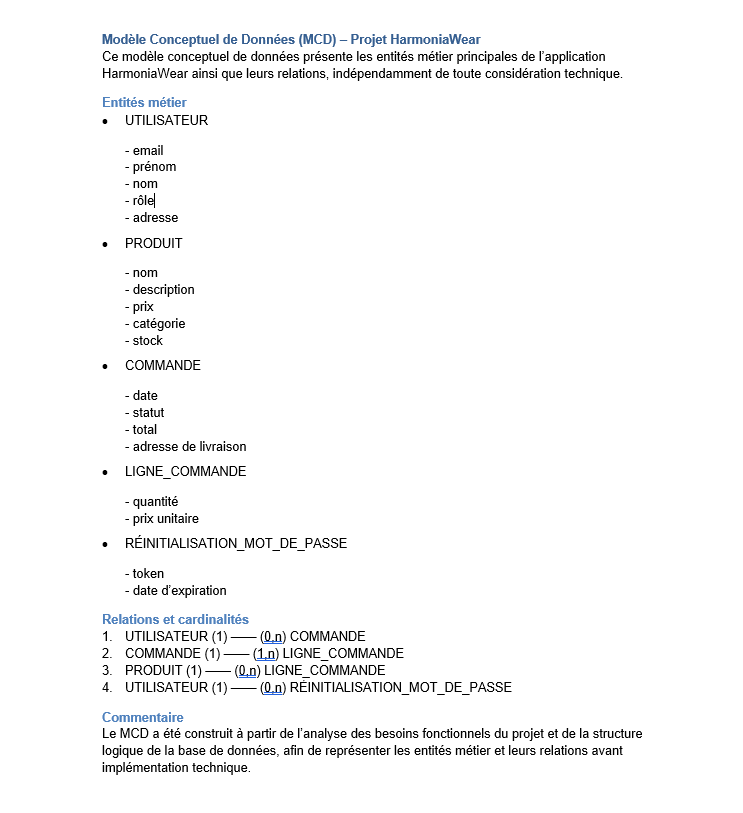 Modèle Conceptuel de Données (MCD) – Projet HarmoniaWear
Ce modèle conceptuel de données présente les entités métier principales de l’application
HarmoniaWear ainsi que leurs relations, indépendamment de toute considération technique.
Entités métier
• UTILISATEUR
- email
- prénom
- nom
- rôle
- adresse
• PRODUIT
- nom
- description
- prix
- catégorie
- stock
• COMMANDE
- date
- statut
- total
- adresse de livraison
• LIGNE_COMMANDE
- quantité
- prix unitaire
• RÉINITIALISATION_MOT_DE_PASSE
- token
- date d’expiration
Relations et cardinalités
1. UTILISATEUR (1) —— (0,n) COMMANDE
2. COMMANDE (1) —— (1,n) LIGNE_COMMANDE
3. PRODUIT (1) —— (0,n) LIGNE_COMMANDE
4. UTILISATEUR (1) —— (0,n) RÉINITIALISATION_MOT_DE_PASSE
Commentaire
Le MCD a été construit à partir de l’analyse des besoins fonctionnels du projet et de la structure
logique de la base de données, afin de représenter les entités métier et leurs relations avant
implémentation technique.